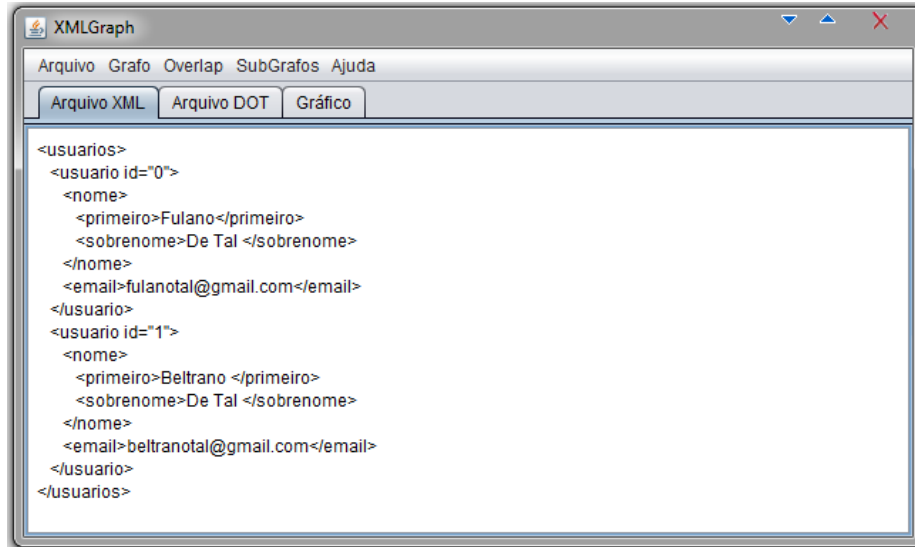 XMLGraph
Arquivo Grafo Overlap SubGrafos Ajuda
Arquivo XML Arquivo DOT Gráfico
<usuarios>
<usuario id="0">
<nome>
<primeiro>Fulano</primeiro>
<sobrenome>De Tal </sobrenome>
</nome>
<email>fulanotal@gmail.com</email>
</usuario>
<usuario id="1">
<nome>
<primeiro>Beltrano </primeiro>
<sobrenome>De Tal </sobrenome>
</nome>
<email>beltranotal@gmail.com</email>
</usuario>
</usuarios>